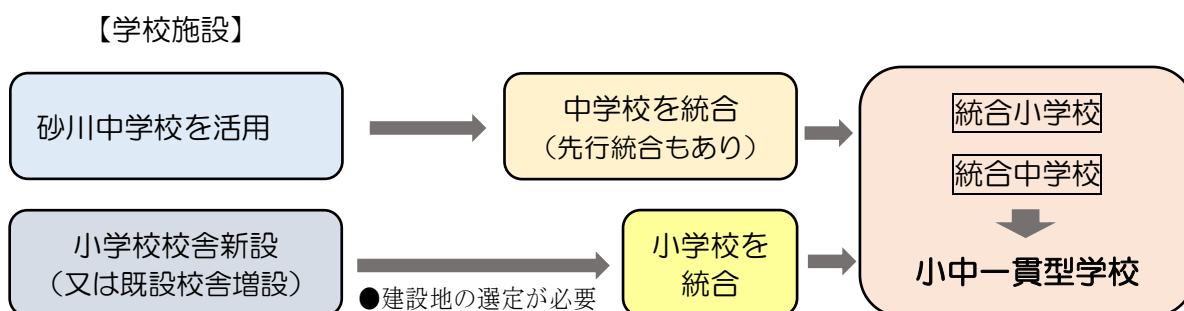 【学校施設】
砂川中学校を活用
中学校を統合
（先行統合もあり）
統合小学校
統合中学校
小中一貫型学校
小学校校舎新設
（又は既設校舎増設）
●建設地の選定が必要
小学校を
統合